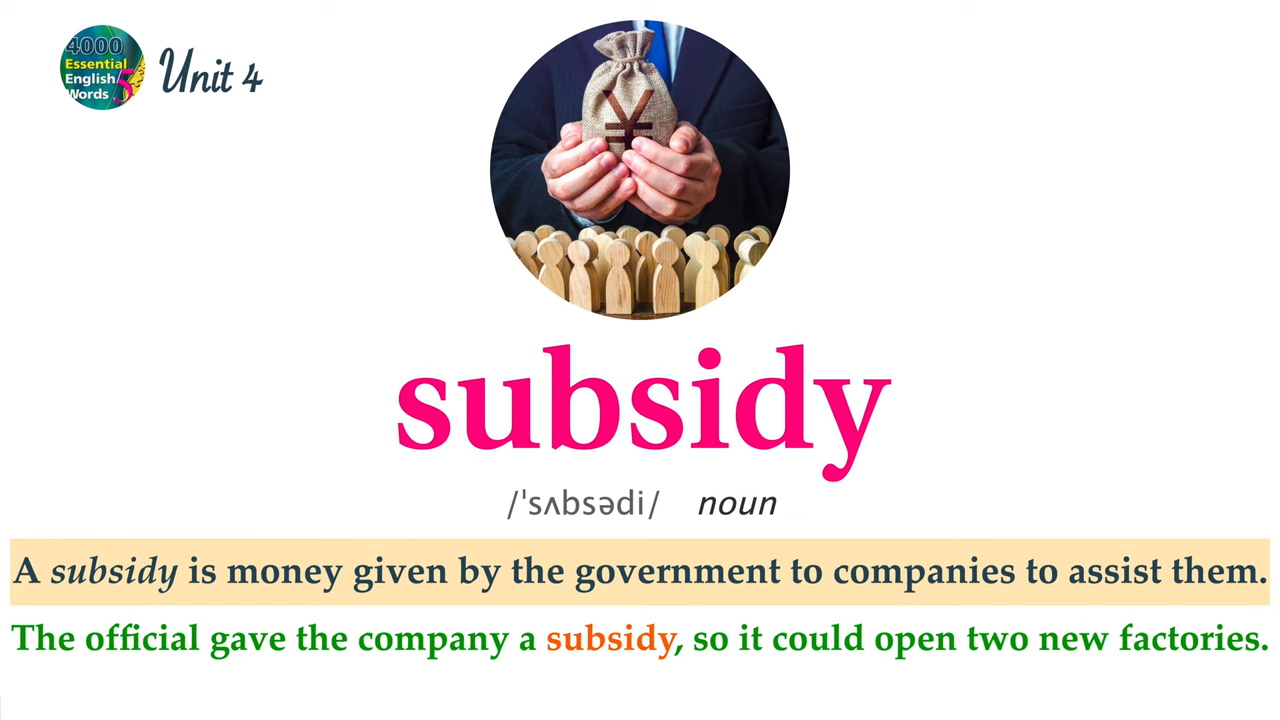 4000
Essential
English
Words 5
Unit 4
¥
subsidy
/ˈsʌbsədi/ noun
A subsidy is money given by the government to companies to assist them.
The official gave the company a subsidy, so it could open two new factories.